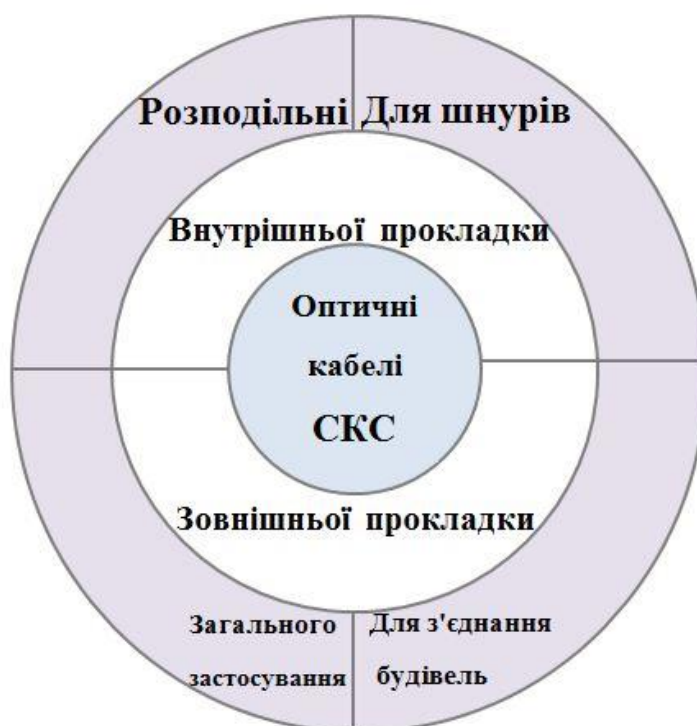 Розподільні
Для шнурів
Внутрішньої прокладки
Оптичні
кабелі
СКС
Зовнішньої прокладки
Загального
застосування
Для з'єднання
будівель